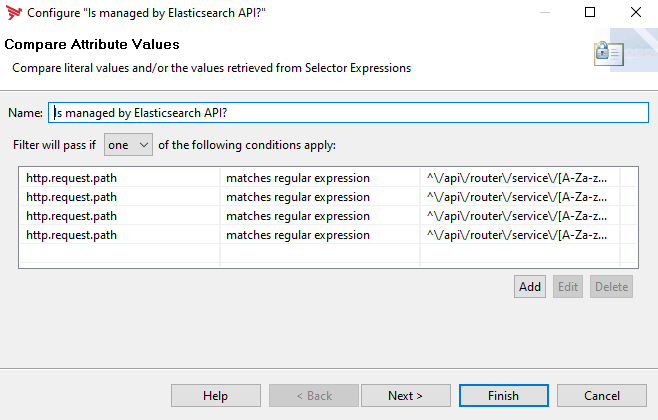 Configure "Is managed by Elasticsearch API?"
Compare Attribute Values
Compare literal values and/or the values retrieved from Selector Expressions
Name: Is managed by Elasticsearch API?
Filter will pass if one of the following conditions apply:
http.request.path matches regular expression ^\/api\/router\/service\/[A-Za-z...
http.request.path matches regular expression ^\/api\/router\/service\/[A-Za-z...
http.request.path matches regular expression ^\/api\/router\/service\/[A-Za-z...
http.request.path matches regular expression ^\/api\/router\/service\/[A-Za-z...
Add Edit Delete
Help < Back Next > Finish Cancel